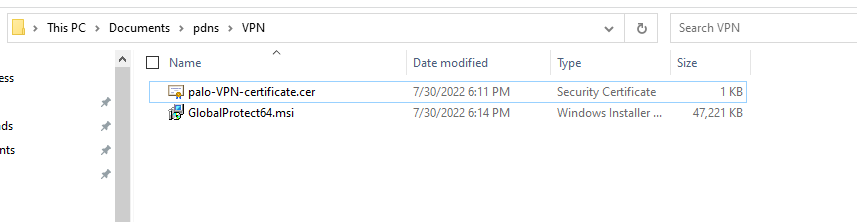 This PC > Documents > pdns > VPN
Search VPN
Name
Date modified
Type
Size
ess
palo-VPN-certificate.cer
7/30/2022 6:11 PM
Security Certificate
1 KB
GlobalProtect64.msi
7/30/2022 6:14 PM
Windows Installer ...
47,221 KB
ds
nts